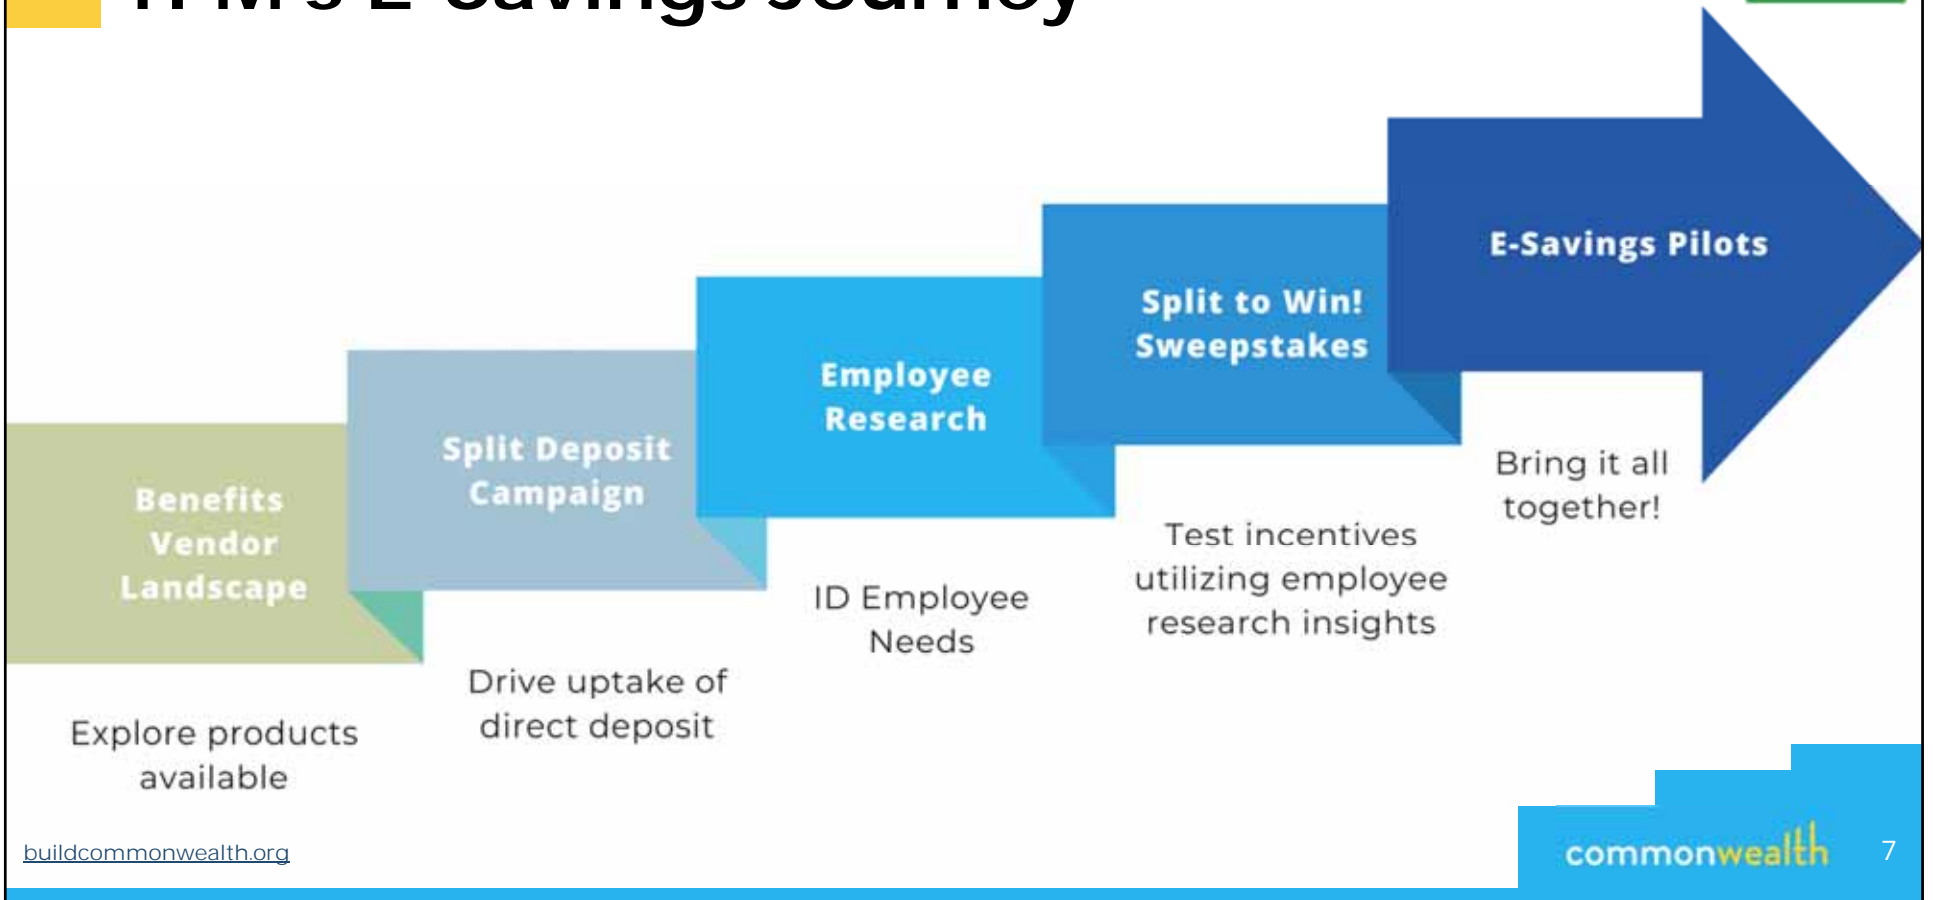 E-Savings Journey
E-Savings Pilots
Split to Win!
Sweepstakes
Employee
Research
Split Deposit
Campaign
Benefits
Vendor
Landscape
Bring it all
together!
Test incentives
utilizing employee
research insights
ID Employee
Needs
Drive uptake of
direct deposit
Explore products
available
buildcommonwealth.org
commonwealth
7